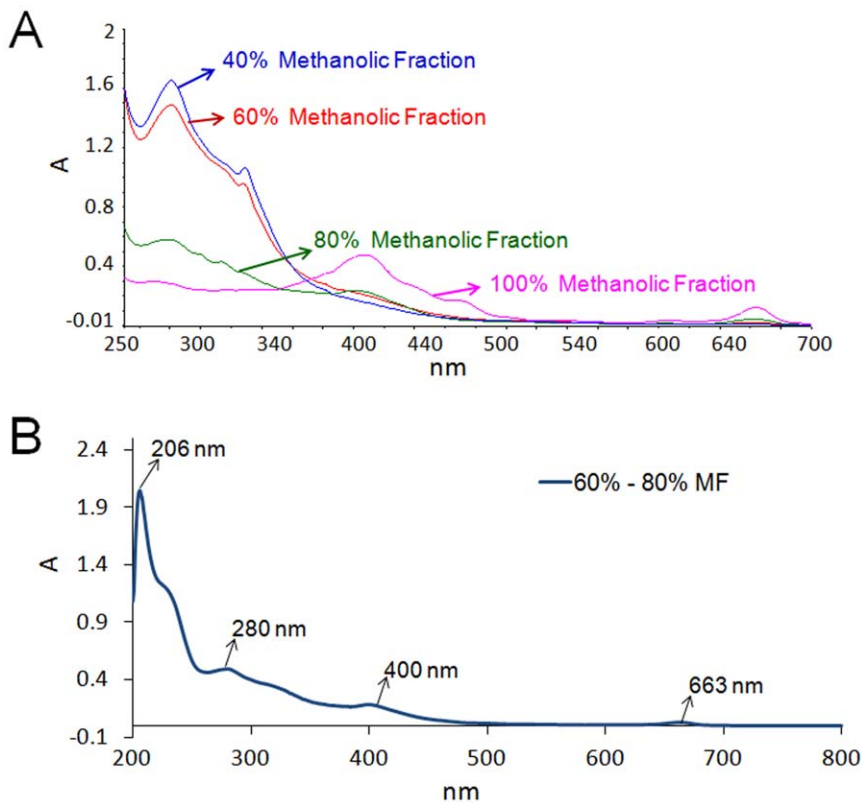 A
2
1.6
1.2
0.8
0.4
-0.01
A
40% Methanolic Fraction
60% Methanolic Fraction
80% Methanolic Fraction
100% Methanolic Fraction
250 300 340 400 440 500 540 600 640 700
nm
B
2.4
1.9
1.4
0.9
0.4
-0.1
A
206 nm
60% - 80% MF
280 nm
400 nm
663 nm
200 300 400 500 600 700 800
nm